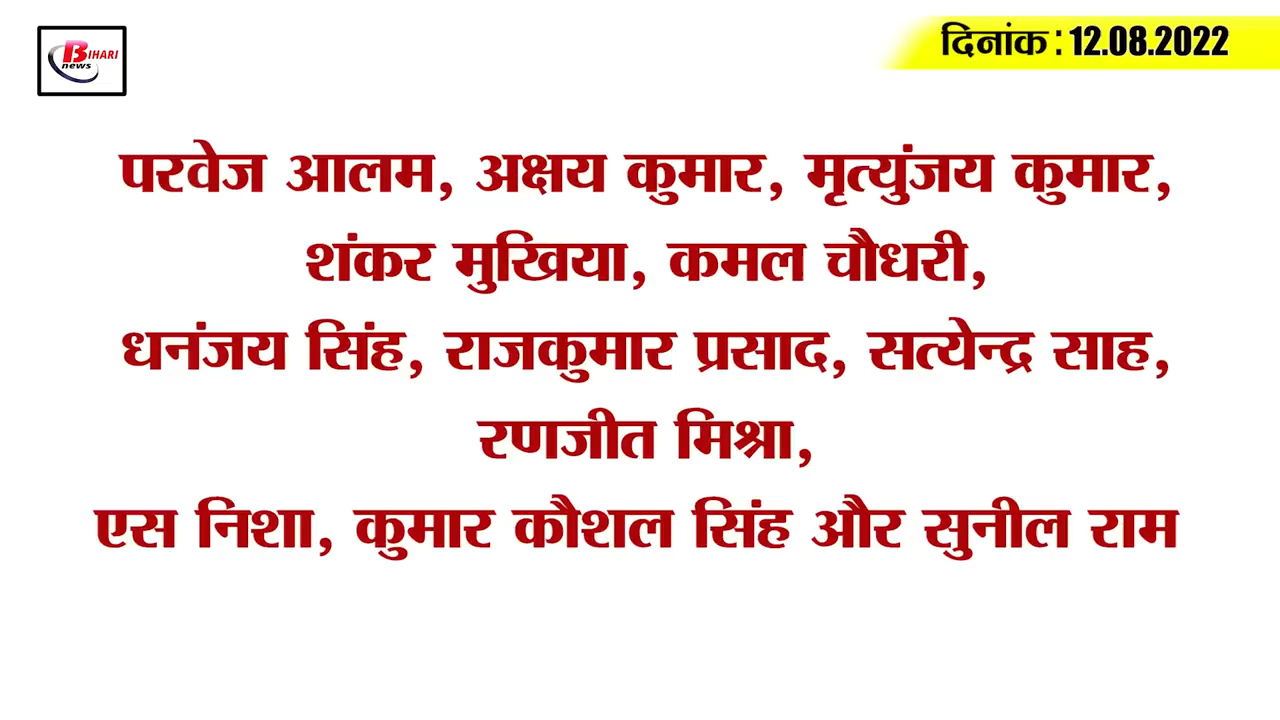 BIHARI
news
दिनांक : 12.08.2022
परवेज आलम, अक्षय कुमार, मृत्युंजय कुमार,
शंकर मुखिया, कमल चौधरी,
धनंजय सिंह, राजकुमार प्रसाद, सत्येन्द्र साह,
रणजीत मिश्रा,
एस निशा, कुमार कौशल सिंह और सुनील राम